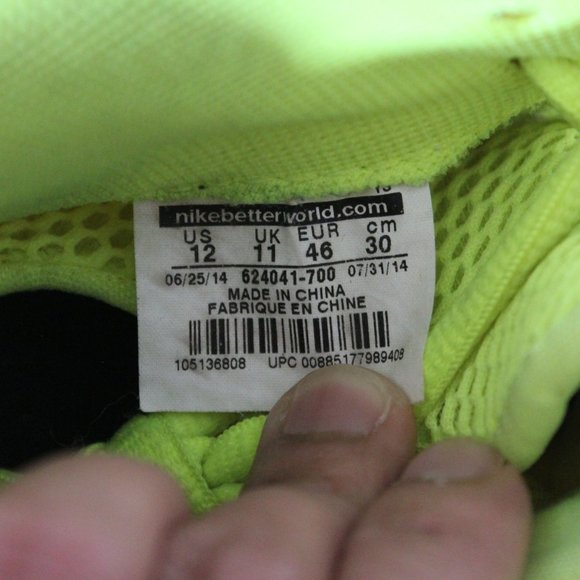 nikebetterworld.com
US UK EUR cm
12 11 46 30
06/25/14 624041-700 07/31/14
MADE IN CHINA
FABRIQUE EN CHINE
105136808 UPC 00885177989408